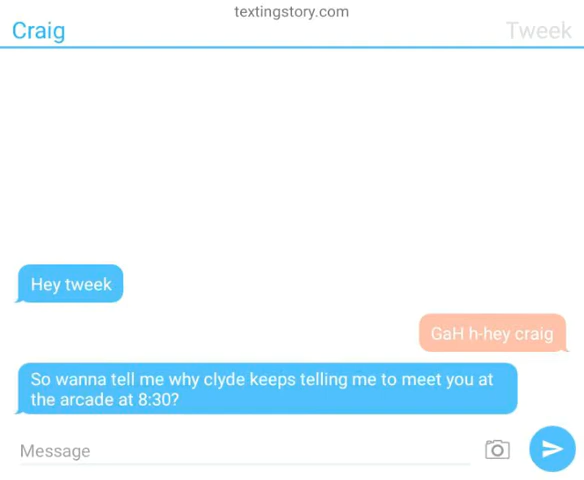 textingstory.com
Craig
Tweek
Hey tweek
GaH h-hey craig
So wanna tell me why clyde keeps telling me to meet you at
the arcade at 8:30?
Message